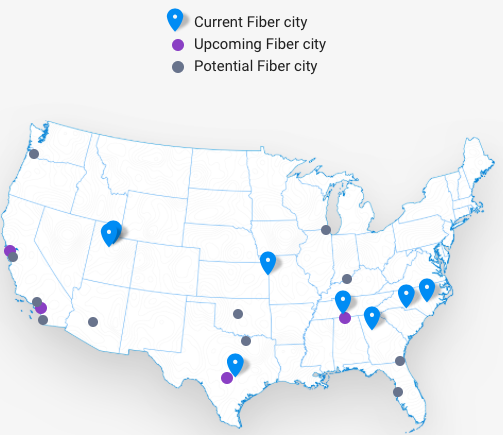 Current Fiber city
Upcoming Fiber city
Potential Fiber city